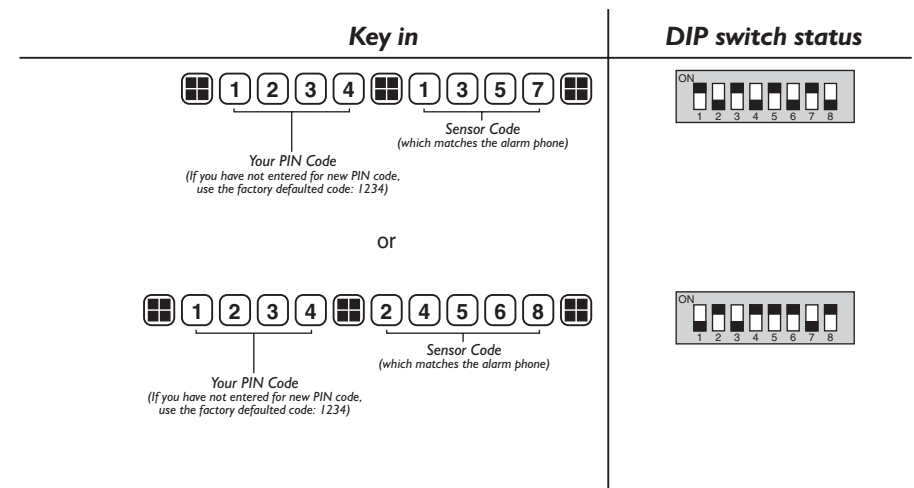 Key in
DIP switch status
1 2 3 4 1 3 5 7
Sensor Code
(which matches the alarm phone)
Your PIN Code
(If you have not entered for new PIN code,
use the factory defaulted code: 1234)
ON
1 2 3 4 5 6 7 8
or
1 2 3 4 2 4 5 6 8
Sensor Code
(which matches the alarm phone)
Your PIN Code
(If you have not entered for new PIN code,
use the factory defaulted code: 1234)
ON
1 2 3 4 5 6 7 8